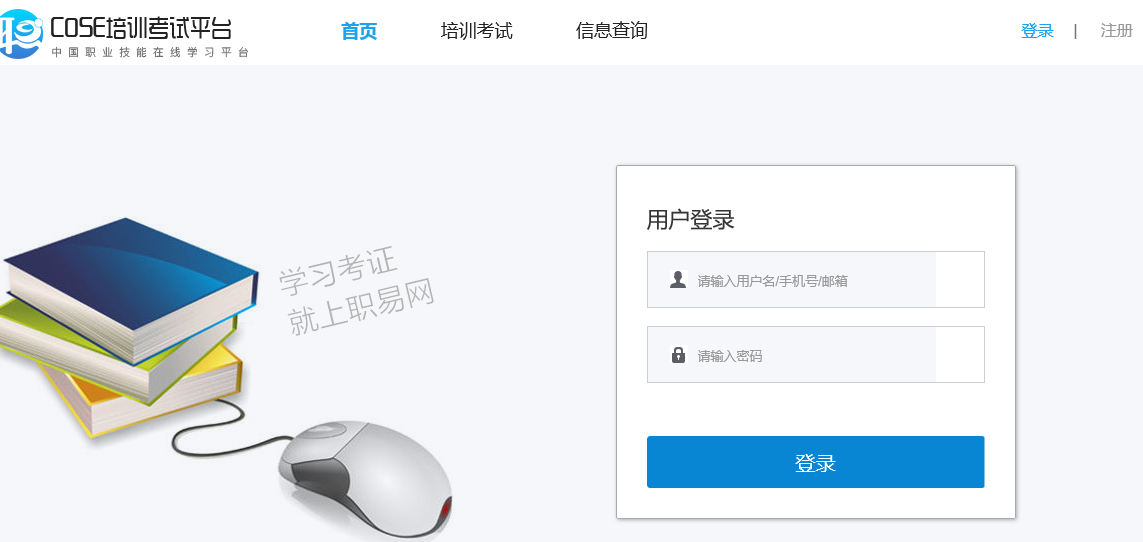 COSE培训考试平台
中国职业技能在线学习平台
首页 培训考试 信息查询 登录 | 注册
学习考证
就上职易网
用户登录
请输入用户名/手机号/邮箱
请输入密码
登录